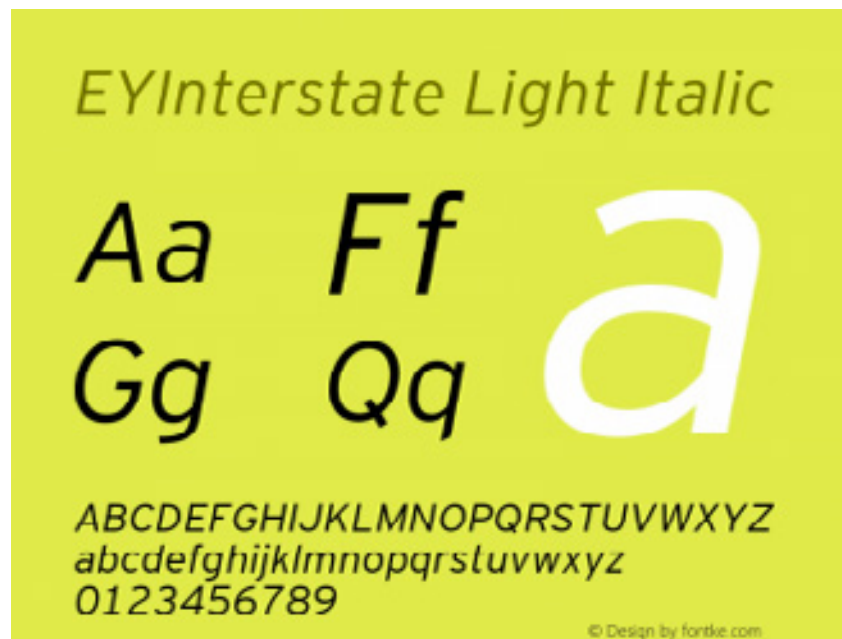 EYInterstate Light Italic
Aa Ff a
Gg Qq
ABCDEFGHIJKLMNOPQRSTUVWXYZ
abcdefghijklmnopqrstuvwxyz
0123456789
© Design by fontke.com